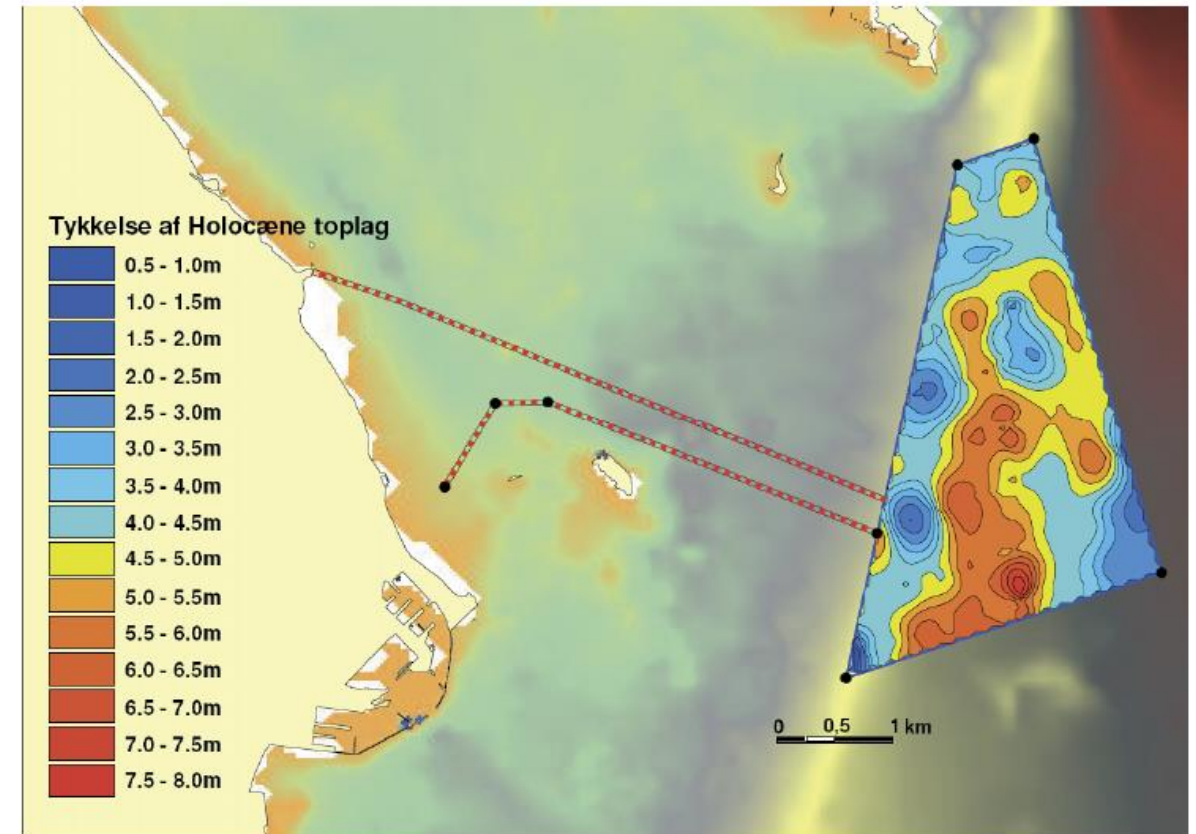 Tykkelse af Holocæne toplag
0.5 - 1.0m
1.0 - 1.5m
1.5 - 2.0m
2.0 - 2.5m
2.5 - 3.0m
3.0 - 3.5m
3.5 - 4.0m
4.0 - 4.5m
4.5 - 5.0m
5.0 - 5.5m
5.5 - 6.0m
6.0 - 6.5m
6.5 - 7.0m
7.0 - 7.5m
7.5 - 8.0m
0 0,5 1 km